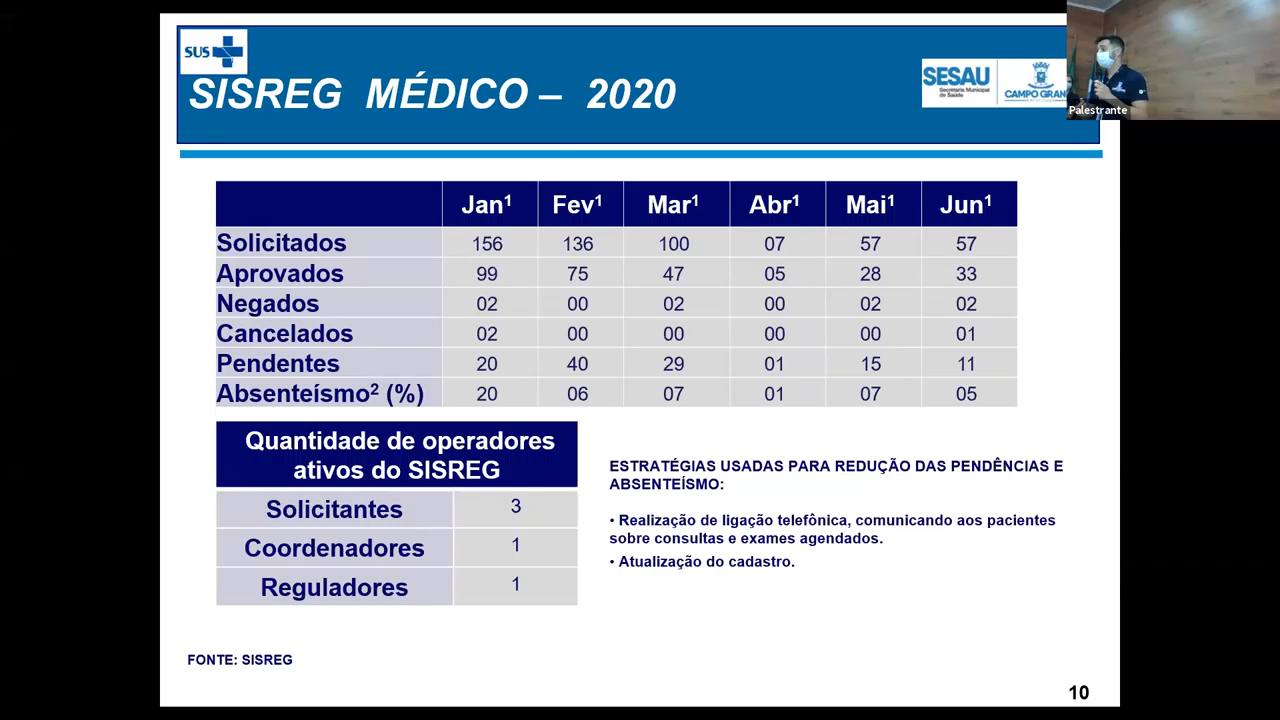 SUS
SISREG MÉDICO – 2020
SESAU
Secretaria Municipal
de Saúde
CAMPO GRAN
Palestrante
Jan¹ Fev¹ Mar¹ Abr¹ Mai¹ Jun¹
Solicitados 156 136 100 07 57 57
Aprovados 99 75 47 05 28 33
Negados 02 00 02 00 02 02
Cancelados 02 00 00 00 00 01
Pendentes 20 40 29 01 15 11
Absenteísmo² (%) 20 06 07 01 07 05
Quantidade de operadores
ativos do SISREG
Solicitantes 3
Coordenadores 1
Reguladores 1
ESTRATÉGIAS USADAS PARA REDUÇÃO DAS PENDÊNCIAS E
ABSENTEÍSMO:
• Realização de ligação telefônica, comunicando aos pacientes
sobre consultas e exames agendados.
• Atualização do cadastro.
FONTE: SISREG
10